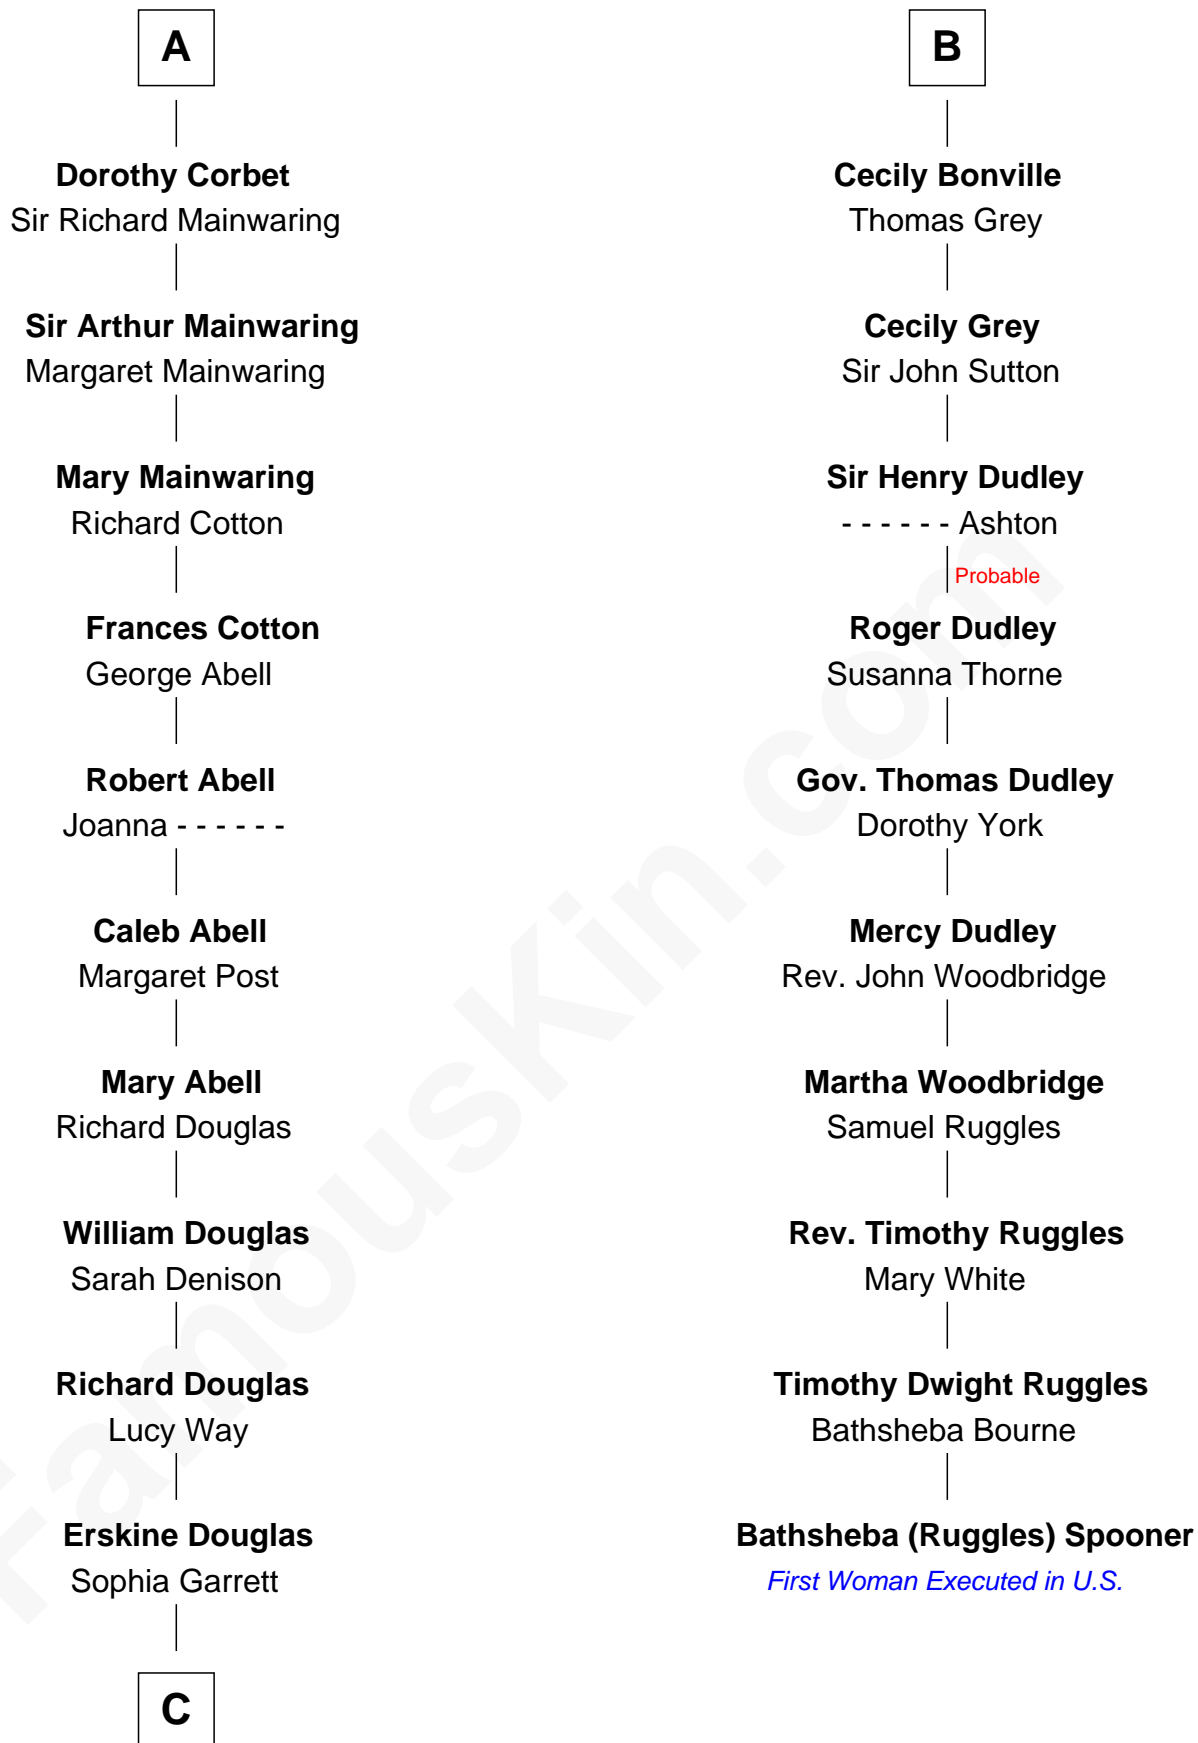 A
Dorothy Corbet
Sir Richard Mainwaring
Sir Arthur Mainwaring
Margaret Mainwaring
Mary Mainwaring
Richard Cotton
Frances Cotton
George Abell
Robert Abell
Joanna - - - - - -
Caleb Abell
Margaret Post
Mary Abell
Richard Douglas
William Douglas
Sarah Denison
Richard Douglas
Lucy Way
Erskine Douglas
Sophia Garrett
C
B
Cecily Bonville
Thomas Grey
Cecily Grey
Sir John Sutton
Sir Henry Dudley
- - - - - - Ashton
Probable
Roger Dudley
Susanna Thorne
Gov. Thomas Dudley
Dorothy York
Mercy Dudley
Rev. John Woodbridge
Martha Woodbridge
Samuel Ruggles
Rev. Timothy Ruggles
Mary White
Timothy Dwight Ruggles
Bathsheba Bourne
Bathsheba (Ruggles) Spooner
First Woman Executed in U.S.
FamousKin.com